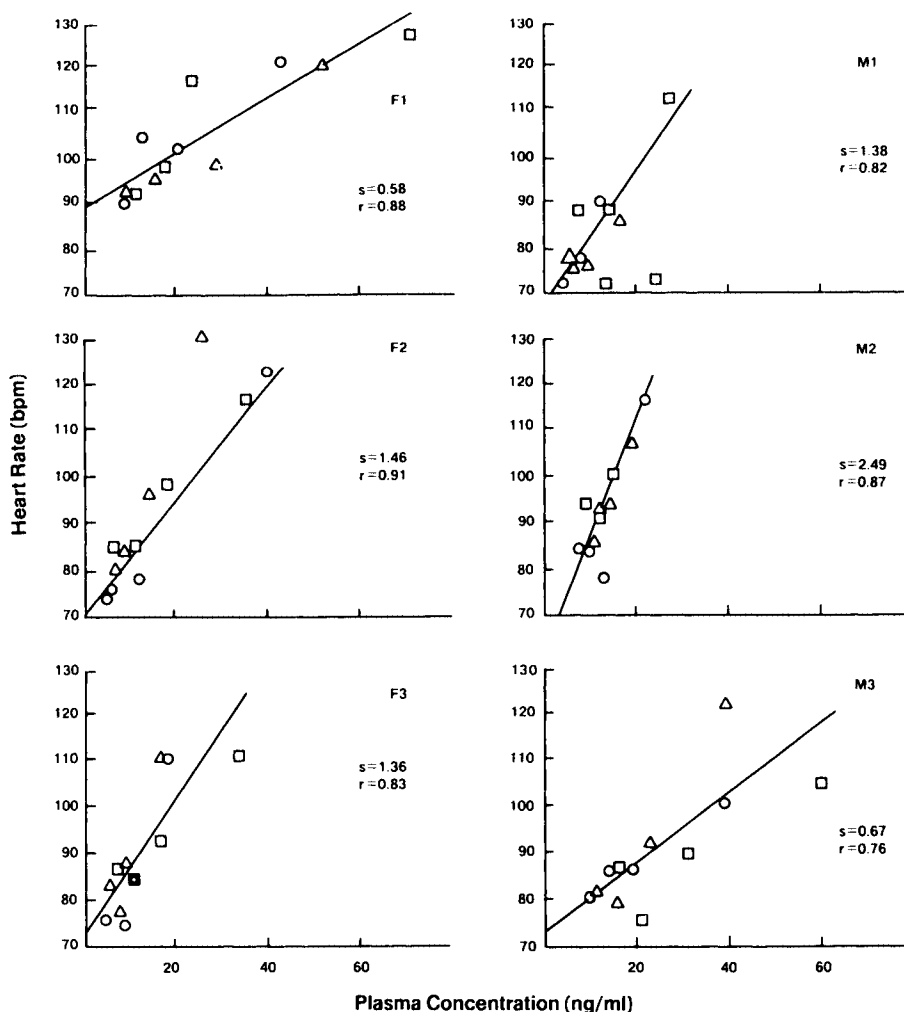 130
120
110
100
90
80
70
F1
s=0.58
r=0.88
130
120
110
100
90
80
70
M1
s=1.38
r=0.82
130
120
110
100
90
80
70
F2
s=1.46
r=0.91
130
120
110
100
90
80
70
M2
s=2.49
r=0.87
Heart Rate (bpm)
130
120
110
100
90
80
70
F3
s=1.36
r=0.83
20
40
60
130
120
110
100
90
80
70
M3
s=0.67
r=0.76
20
40
60
Plasma Concentration (ng/ml)